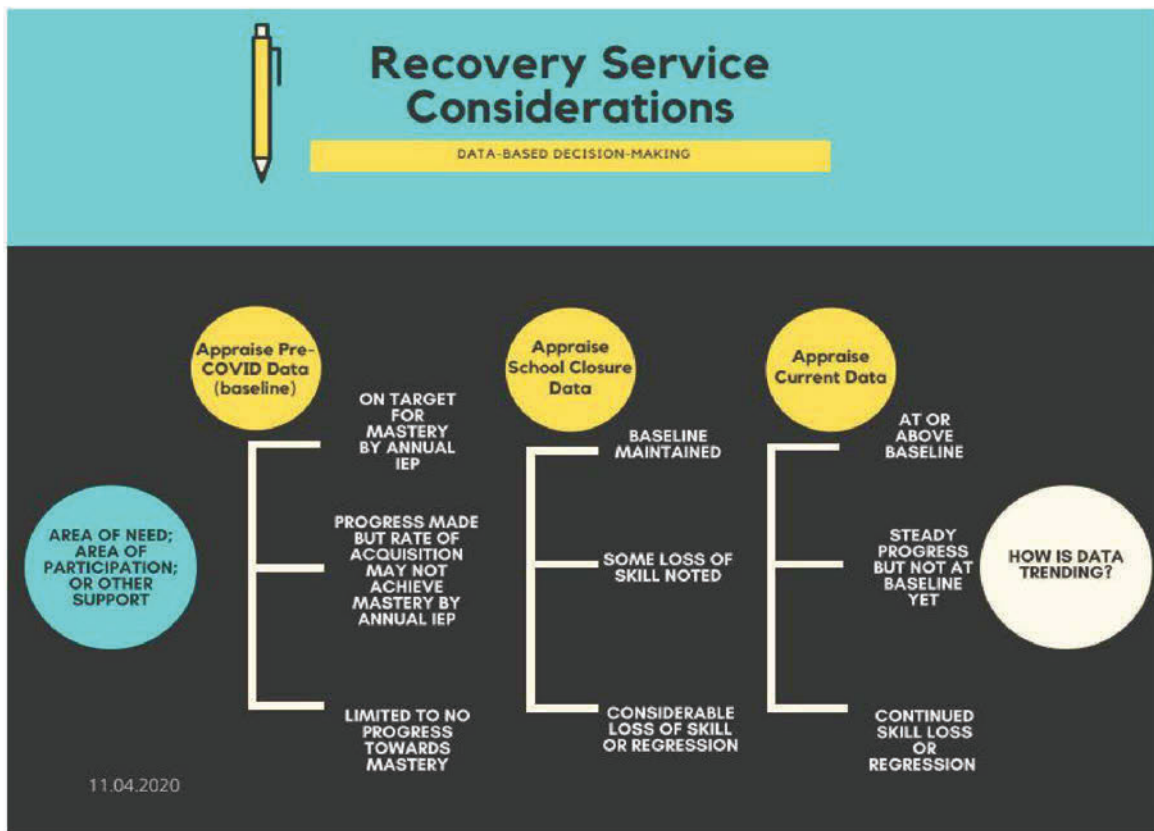 Recovery Service
Considerations
DATA-BASED DECISION-MAKING
AREA OF NEED;
AREA OF
PARTICIPATION;
OR OTHER
SUPPORT
Appraise Pre-
COVID Data
(baseline)
ON TARGET
FOR
MASTERY
BY ANNUAL
IEP
PROGRESS MADE
BUT RATE OF
ACQUISITION
MAY NOT
ACHIEVE
MASTERY BY
ANNUAL IEP
LIMITED TO NO
PROGRESS
TOWARDS
MASTERY
Appraise
School Closure
Data
BASELINE
MAINTAINED
SOME LOSS OF
SKILL NOTED
CONSIDERABLE
LOSS OF SKILL
OR REGRESSION
Appraise
Current Data
AT OR
ABOVE
BASELINE
STEADY
PROGRESS
BUT NOT AT
BASELINE
YET
CONTINUED
SKILL LOSS
OR
REGRESSION
HOW IS DATA
TRENDING?
11.04.2020